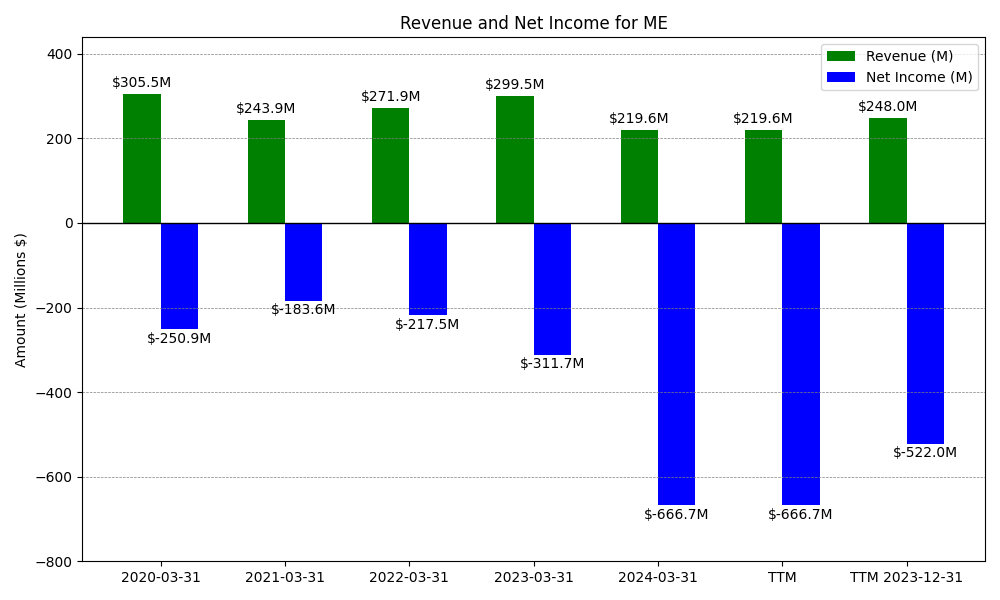 Revenue and Net Income for ME
Revenue (M)
Net Income (M)
Amount (Millions $)
400
200
0
−200
−400
−600
−800
$305.5M
$243.9M
$271.9M
$299.5M
$219.6M
$219.6M
$248.0M
$-250.9M
$-183.6M
$-217.5M
$-311.7M
$-666.7M
$-666.7M
$-522.0M
2020-03-31
2021-03-31
2022-03-31
2023-03-31
2024-03-31
TTM
TTM 2023-12-31